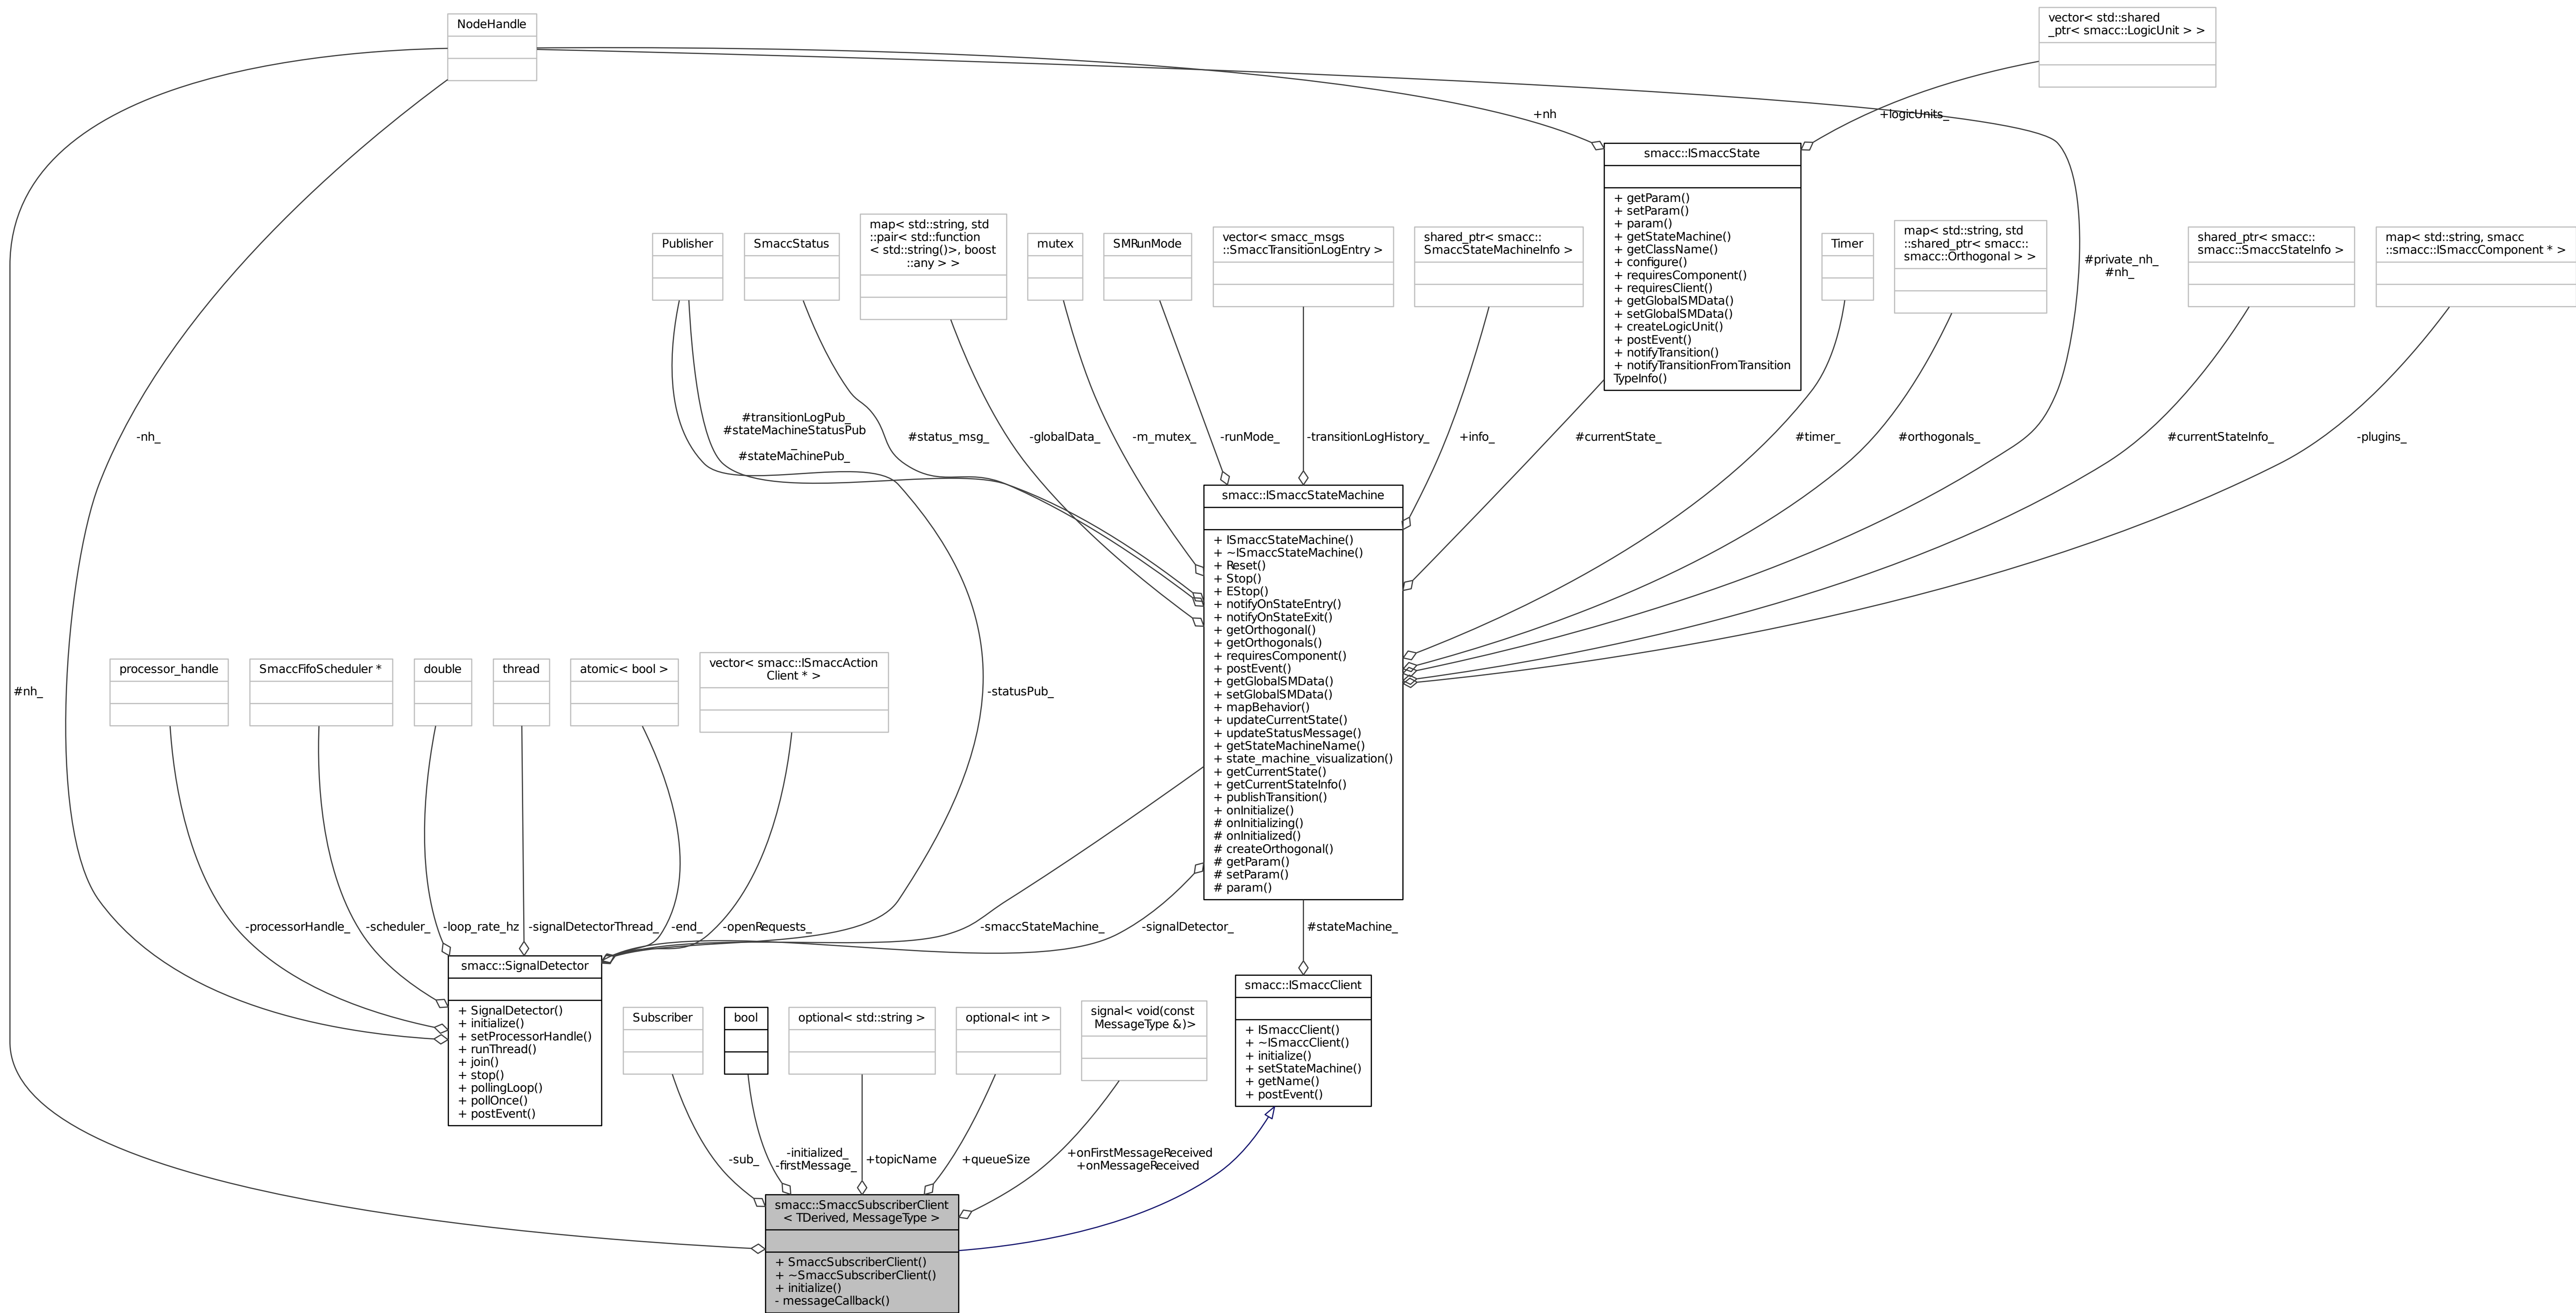 NodeHandle
vector< std::shared
_ptr< smacc::LogicUnit > >
+nh
+logicUnits_
smacc::ISmaccState
+ getParam()
+ setParam()
+ param()
+ getStateMachine()
+ getClassName()
+ configure()
+ requiresComponent()
+ requiresClient()
+ getGlobalSMData()
+ setGlobalSMData()
+ createLogicUnit()
+ postEvent()
+ notifyTransition()
+ notifyTransitionFromTransition
TypeInfo()
Publisher
SmaccStatus
map< std::string, std
::pair< std::function
< std::string()>, boost
::any > >
mutex
SMRunMode
vector< smacc_msgs
::SmaccTransitionLogEntry >
shared_ptr< smacc::
SmaccStateMachineInfo >
Timer
map< std::string, std
::shared_ptr< smacc::
smacc::Orthogonal > >
#private_nh_
#nh_
shared_ptr< smacc::
smacc::SmaccStateInfo >
map< std::string, smacc
::smacc::ISmaccComponent * >
-nh_
#transitionLogPub_
#stateMachineStatusPub
_
#stateMachinePub_
#status_msg_
-globalData_
-m_mutex_
-runMode_
-transitionLogHistory_
+info_
#currentState_
#timer_
#orthogonals_
#currentStateInfo_
-plugins_
smacc::ISmaccStateMachine
+ ISmaccStateMachine()
+ ~ISmaccStateMachine()
+ Reset()
+ Stop()
+ EStop()
+ notifyOnStateEntry()
+ notifyOnStateExit()
+ getOrthogonal()
+ getOrthogonals()
+ requiresComponent()
+ postEvent()
+ getGlobalSMData()
+ setGlobalSMData()
+ mapBehavior()
+ updateCurrentState()
+ updateStatusMessage()
+ getStateMachineName()
+ state_machine_visualization()
+ getCurrentState()
+ getCurrentStateInfo()
+ publishTransition()
+ onInitialize()
# onInitializing()
# onInitialized()
# createOrthogonal()
# getParam()
# setParam()
# param()
#nh_
processor_handle
SmaccFifoScheduler *
double
thread
atomic< bool >
vector< smacc::ISmaccAction
Client * >
-statusPub_
-processorHandle_
-scheduler_
-loop_rate_hz
-signalDetectorThread_
-end_
-openRequests_
-smaccStateMachine_
-signalDetector_
#stateMachine_
smacc::SignalDetector
+ SignalDetector()
+ initialize()
+ setProcessorHandle()
+ runThread()
+ join()
+ stop()
+ pollingLoop()
+ pollOnce()
+ postEvent()
Subscriber
bool
optional< std::string >
optional< int >
signal< void(const
MessageType &)>
smacc::ISmaccClient
+ ISmaccClient()
+ ~ISmaccClient()
+ initialize()
+ setStateMachine()
+ getName()
+ postEvent()
-sub_
-initialized_
-firstMessage_
+topicName
+queueSize
+onFirstMessageReceived
+onMessageReceived
smacc::SmaccSubscriberClient
< TDerived, MessageType >
+ SmaccSubscriberClient()
+ ~SmaccSubscriberClient()
+ initialize()
- messageCallback()